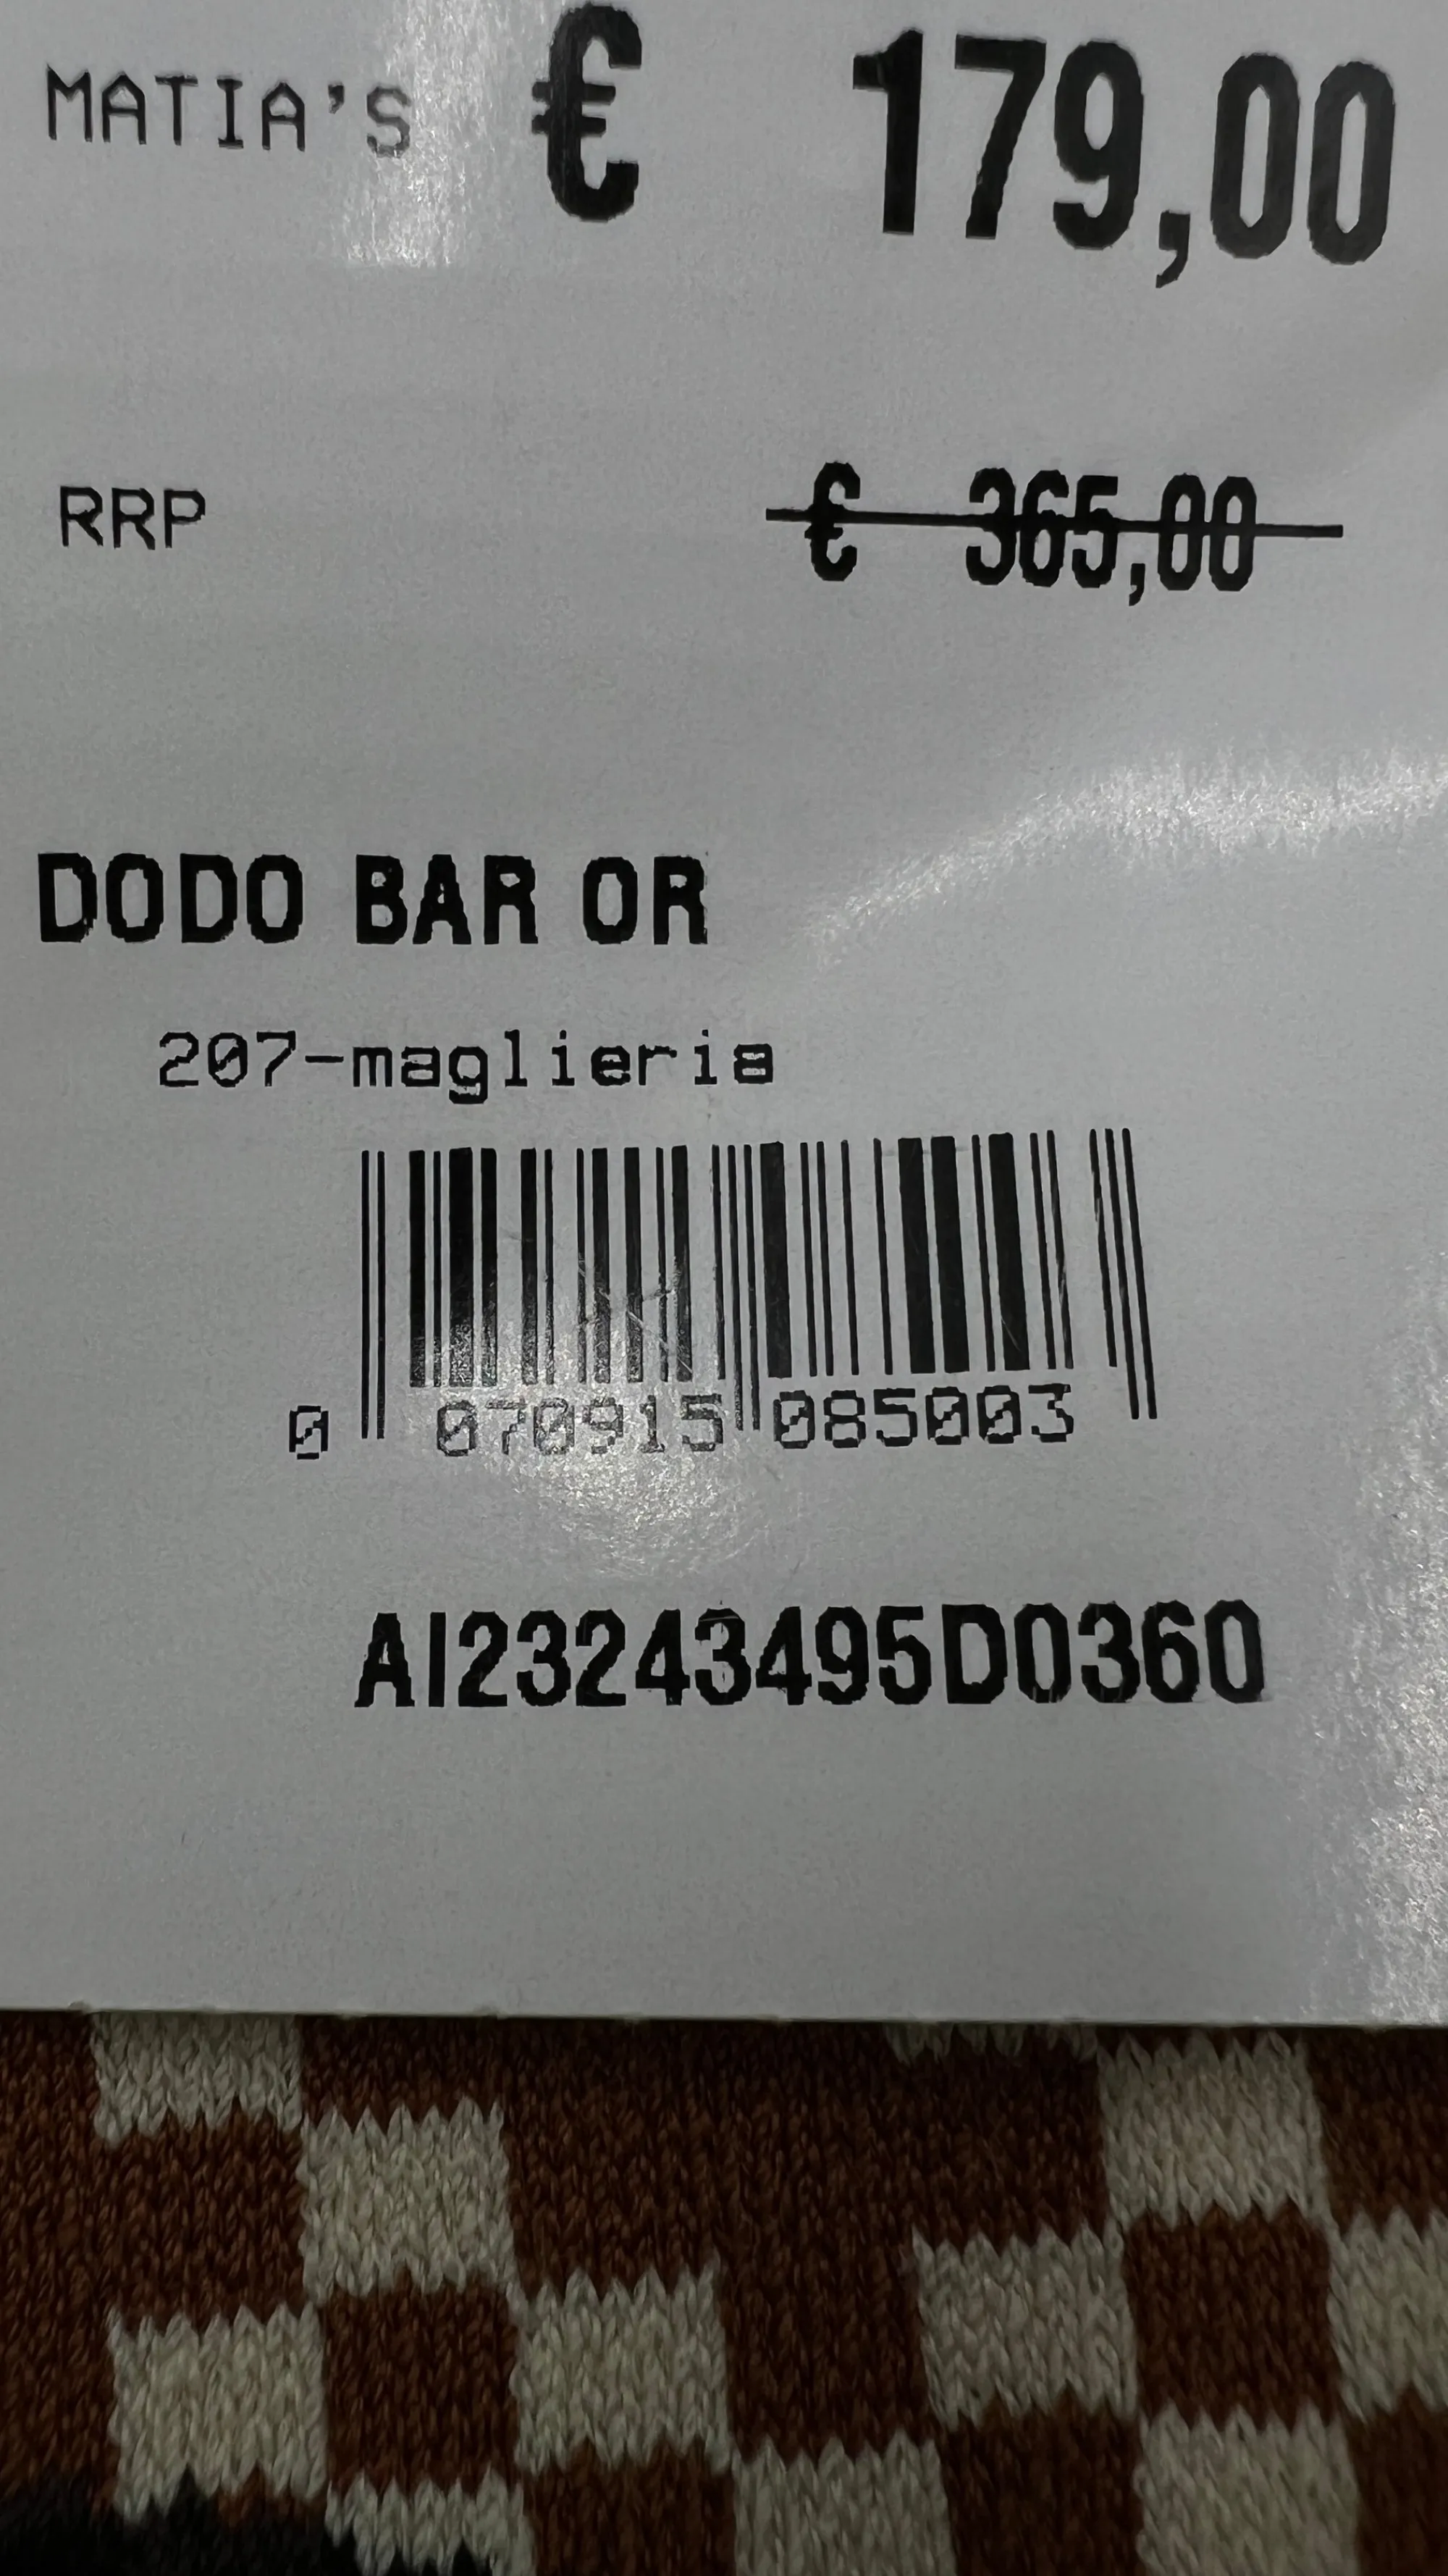 MATIA'S € 179,00
RRP € 365,00
DODO BAR OR
207-maglieria
0 070915 085003
AI23243495D0360